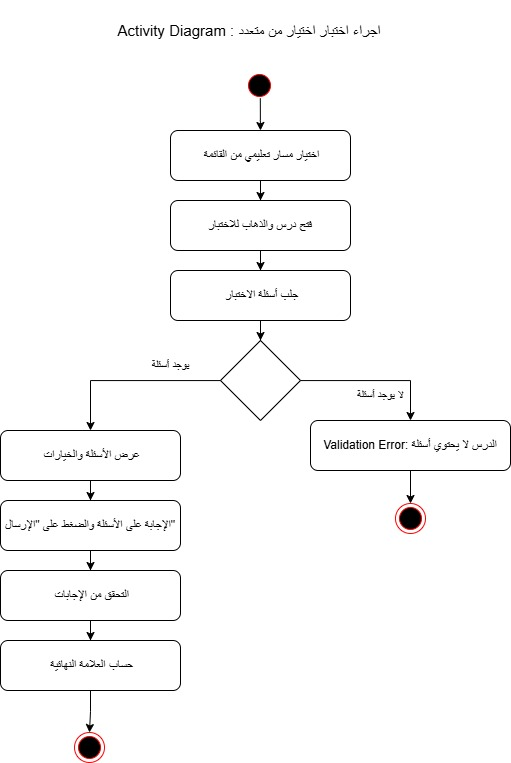 Activity Diagram : اجراء اختبار اختيار من متعدد
اختيار مسار تعليمي من القائمة
فتح درس والذهاب للاختبار
جلب أسئلة الاختبار
يوجد أسئلة
لا يوجد أسئلة
عرض الأسئلة والخيارات
Validation Error: الدرس لا يحتوي أسئلة
الإجابة على الأسئلة والضغط على "الإرسال"
التحقق من الإجابات
حساب العلامة النهائية